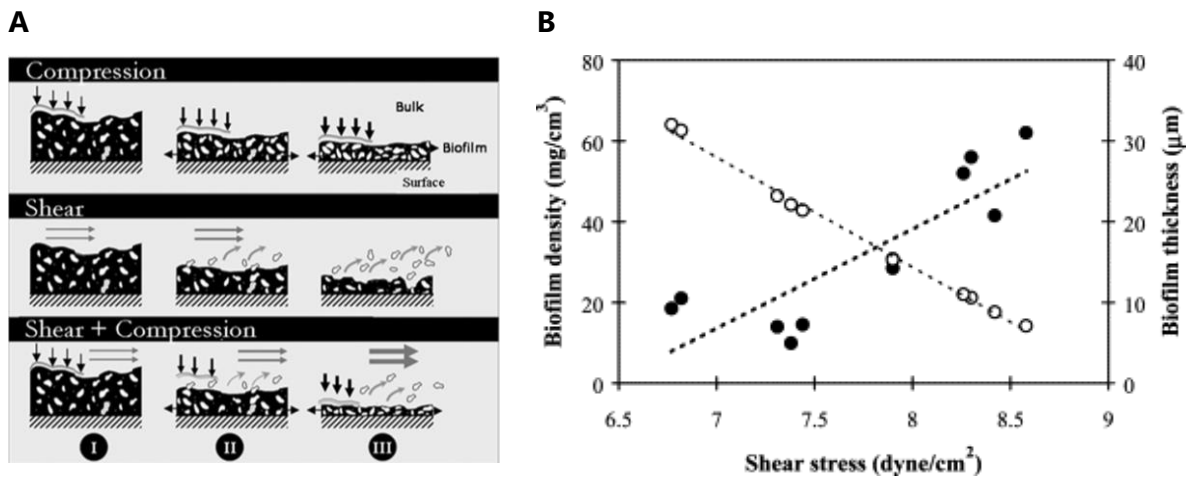 A
Compression
Bulk
Biofilm
Surface
Shear
Shear + Compression
I
II
III
B
80
60
40
20
0
Biofilm density (mg/cm³)
40
30
20
10
0
Biofilm thickness (μm)
6.5 7 7.5 8 8.5 9
Shear stress (dyne/cm²)